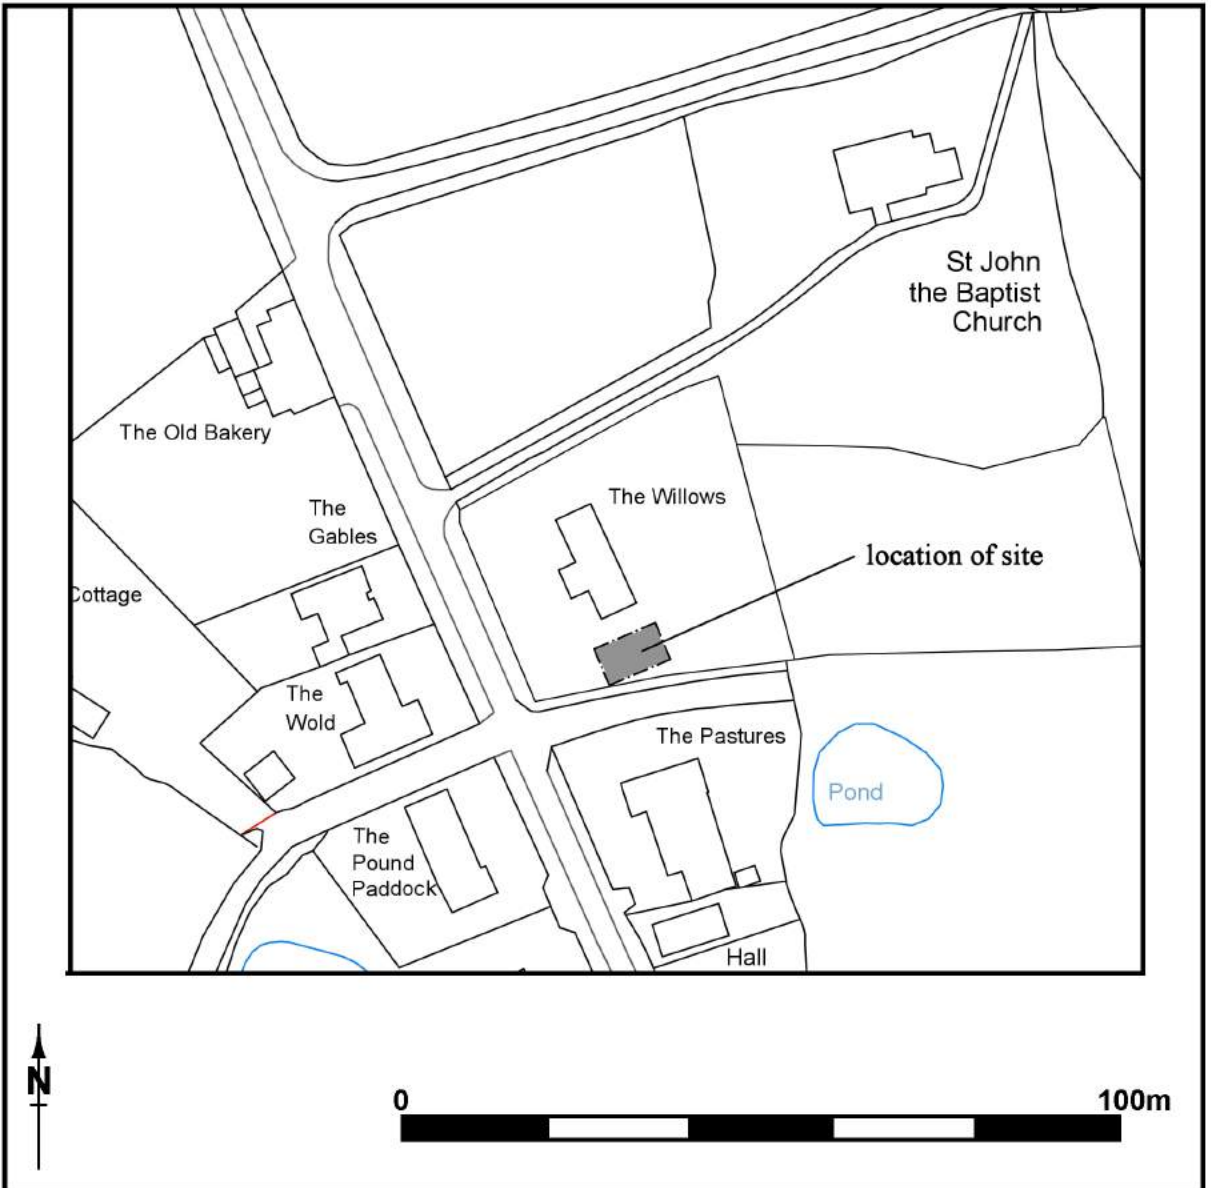 St John
the Baptist
Church
The Old Bakery
The Willows
The
Gables
location of site
Cottage
The
Wold
The Pastures
Pond
The
Pound
Paddock
Hall
N
0
100m